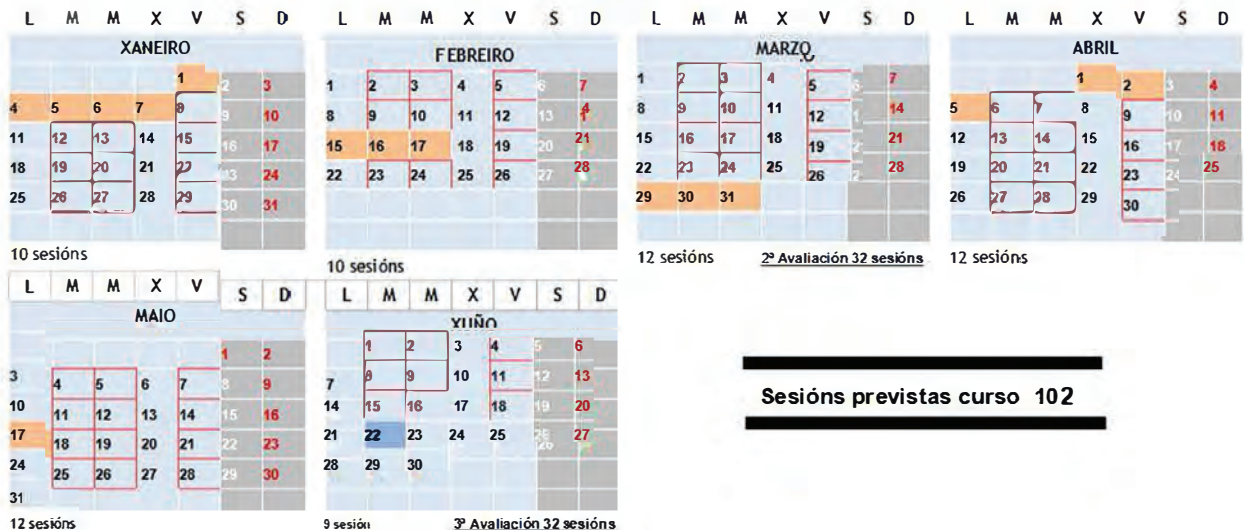 L M M X V S D
XANEIRO
1 2 3
4 5 6 7 8 9 10
11 12 13 14 15 16 17
18 19 20 21 22 23 24
25 26 27 28 29 30 31
10 sesións
L M M X V S D
FEBREIRO
1 2 3 4 5 6 7
8 9 10 11 12 13 14
15 16 17 18 19 20 21
22 23 24 25 26 27 28
10 sesións
L M M X V S D
MARZO
1 2 3 4 5 6 7
8 9 10 11 12 14
15 16 17 18 19 21
22 23 24 25 26 28
29 30 31
12 sesións
2ª Avaliación 32 sesións
L M M X V S D
ABRIL
1 2 3 4
5 6 7 8 9 10 11
12 13 14 15 16 17 18
19 20 21 22 23 24 25
26 27 28 29 30
12 sesións
L M M X V S D
MAIO
1 2
3 4 5 6 7 8 9
10 11 12 13 14 15 16
17 18 19 20 21 22 23
24 25 26 27 28 29 30
31
12 sesións
L M M X V S D
XUÑO
1 2 3 4 5 6
7 8 9 10 11 12 13
14 15 16 17 18 19 20
21 22 23 24 25 26 27
28 29 30
9 sesión
3ª Avaliación 32 sesións
Sesións previstas curso 102